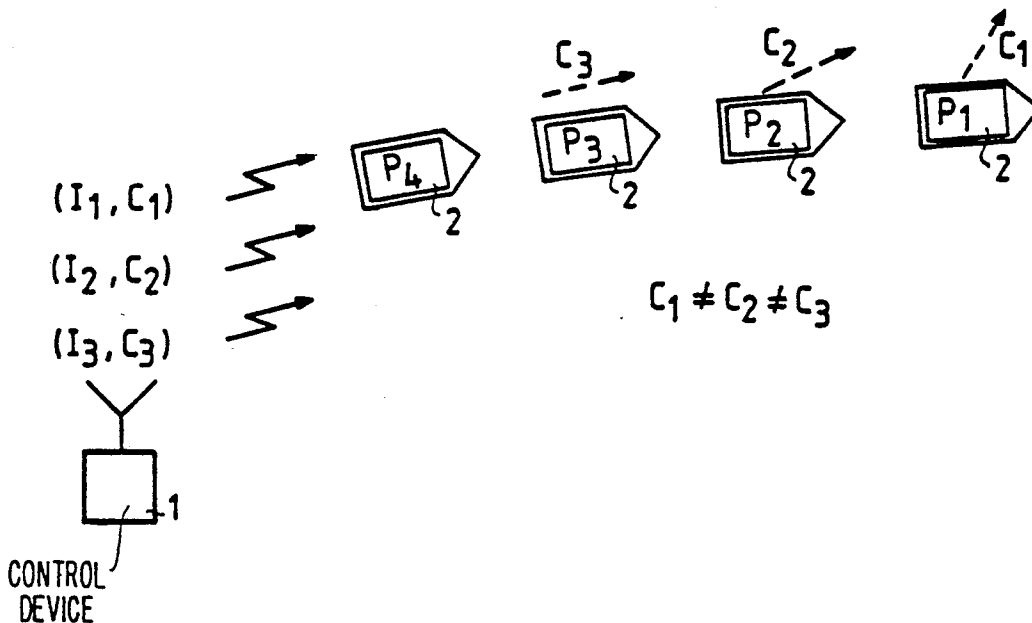 C₃
C₂
C₁
P₄
P₃
P₂
P₁
2
2
2
2
(I₁, C₁)
(I₂, C₂)
(I₃, C₃)
C₁ ≠ C₂ ≠ C₃
1
CONTROL
DEVICE